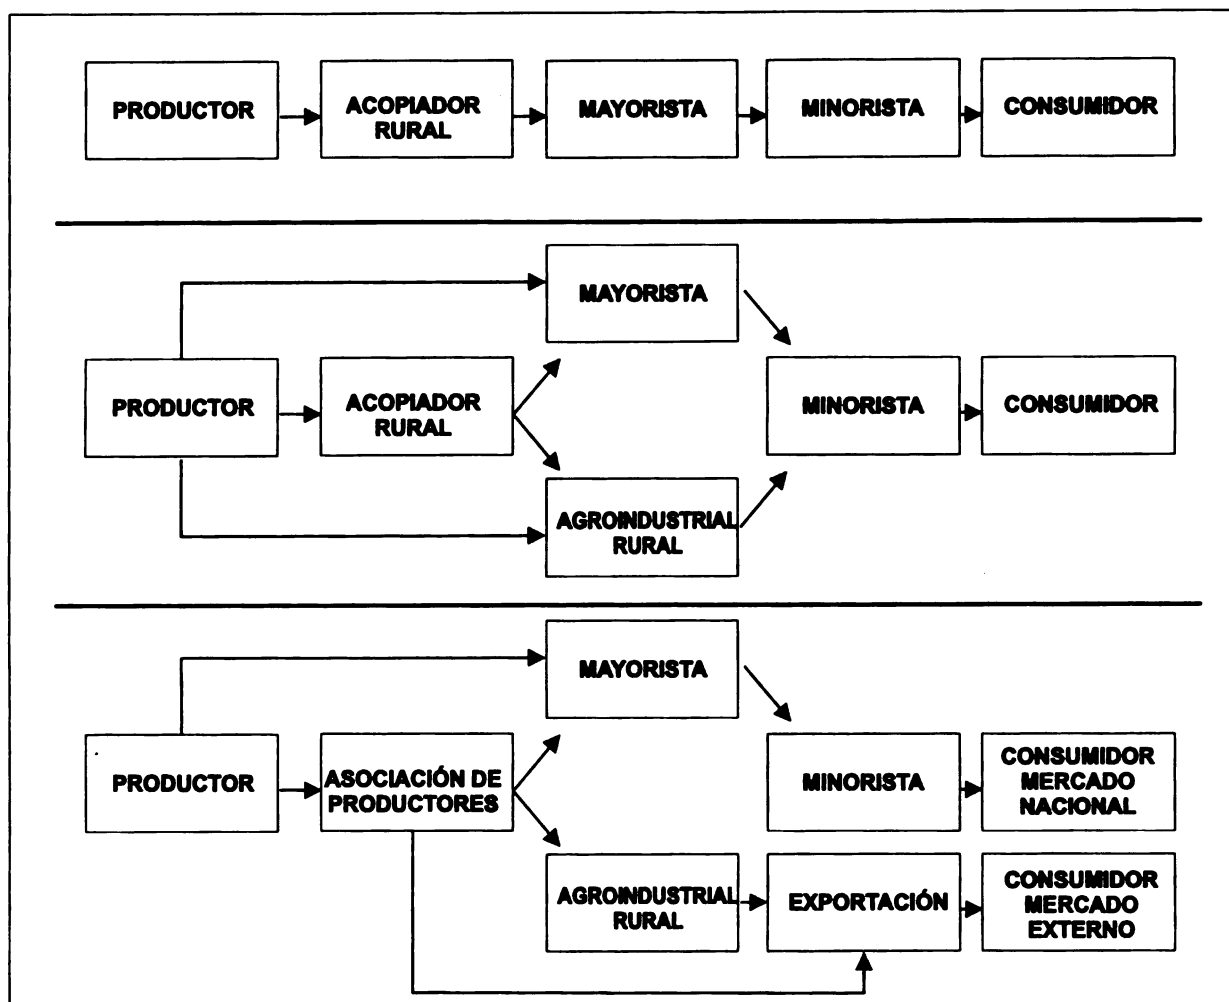 PRODUCTOR
ACOPIADOR
RURAL
MAYORISTA
MINORISTA
CONSUMIDOR
MAYORISTA
PRODUCTOR
ACOPIADOR
RURAL
MINORISTA
CONSUMIDOR
AGROINDUSTRIAL
RURAL
MAYORISTA
PRODUCTOR
ASOCIACIÓN DE
PRODUCTORES
MINORISTA
CONSUMIDOR
MERCADO
NACIONAL
AGROINDUSTRIAL
RURAL
EXPORTACIÓN
CONSUMIDOR
MERCADO
EXTERNO